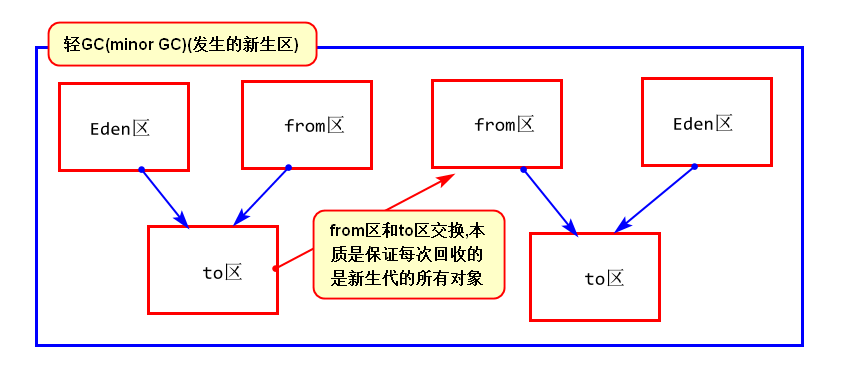 轻GC(minor GC)(发生的新生区)
Eden区
from区
from区
Eden区
to区
from区和to区交换,本
质是保证每次回收的
是新生代的所有对象
to区